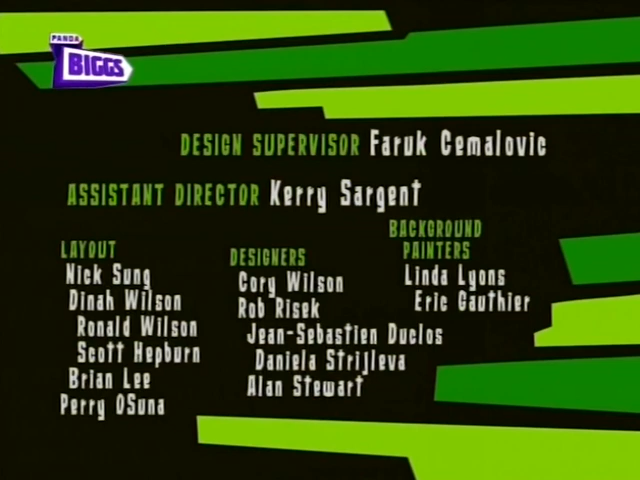 PANDA
BIGGS
DESIGN SUPERVISOR Faruk Cemalovic
ASSISTANT DIRECTOR Kerry Sargent
LAYOUT
Nick Sung
Dinah Wilson
Ronald Wilson
Scott Hepburn
Brian Lee
Perry OSuna
DESIGNERS
Cory Wilson
Rob Risek
Jean-Sebastien Duclos
Daniela Strijleva
Alan Stewart
BACKGROUND
PAINTERS
Linda Lyons
Eric Gauthier